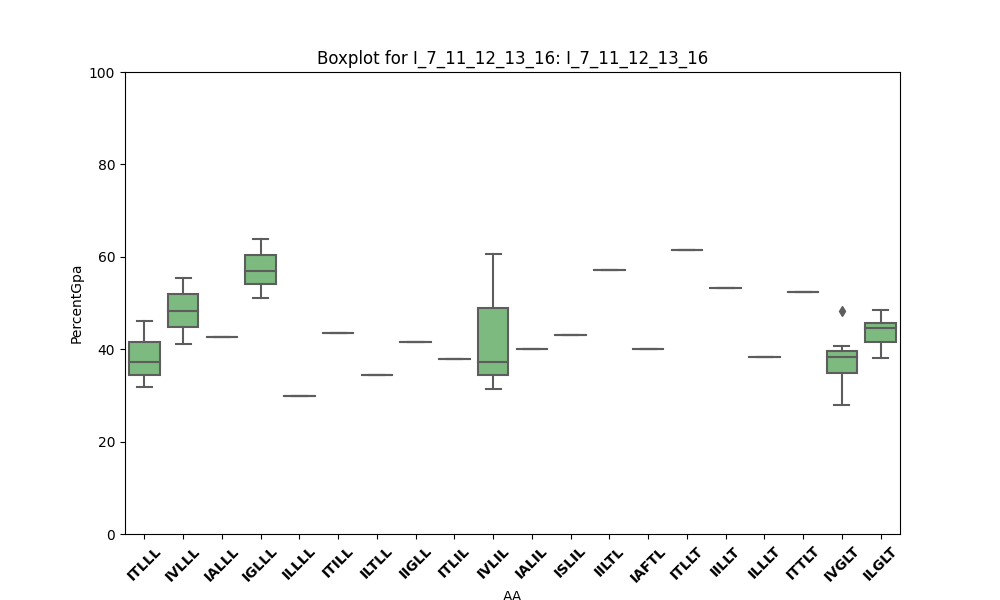 Boxplot for I_7_11_12_13_16: I_7_11_12_13_16
100
80
60
40
20
0
PercentGpa
ITLLL IVLLL IALLL IGLLL ILLLL ITILL ILTLL IIGLL ITLIL IVLIL IALIL ISLIL IILTL IAFTL ITLLT IILLT ILLLT ITTLT IVGLT ILGLT
AA